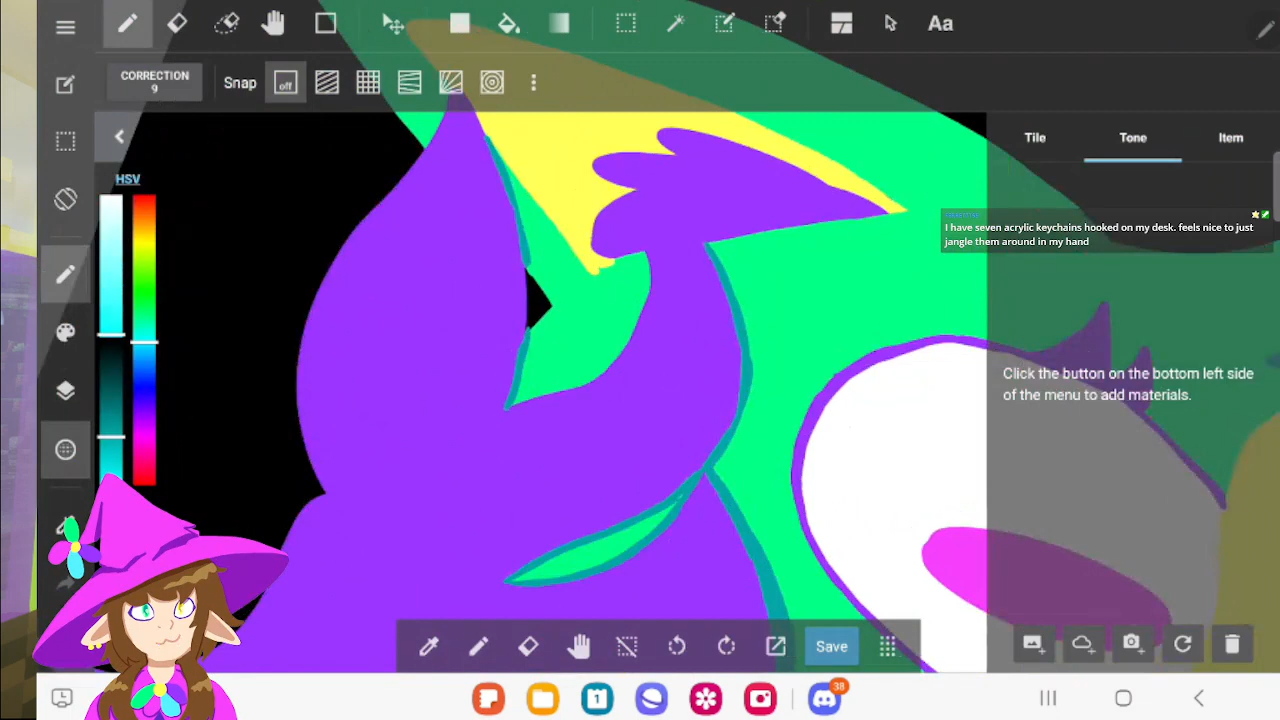 Aa
CORRECTION
9
Snap
off
HSV
Tile
Tone
Item
I have seven acrylic keychains hooked on my desk. feels nice to just
jangle them around in my hand
Click the button on the bottom left side
of the menu to add materials.
Save
1
38